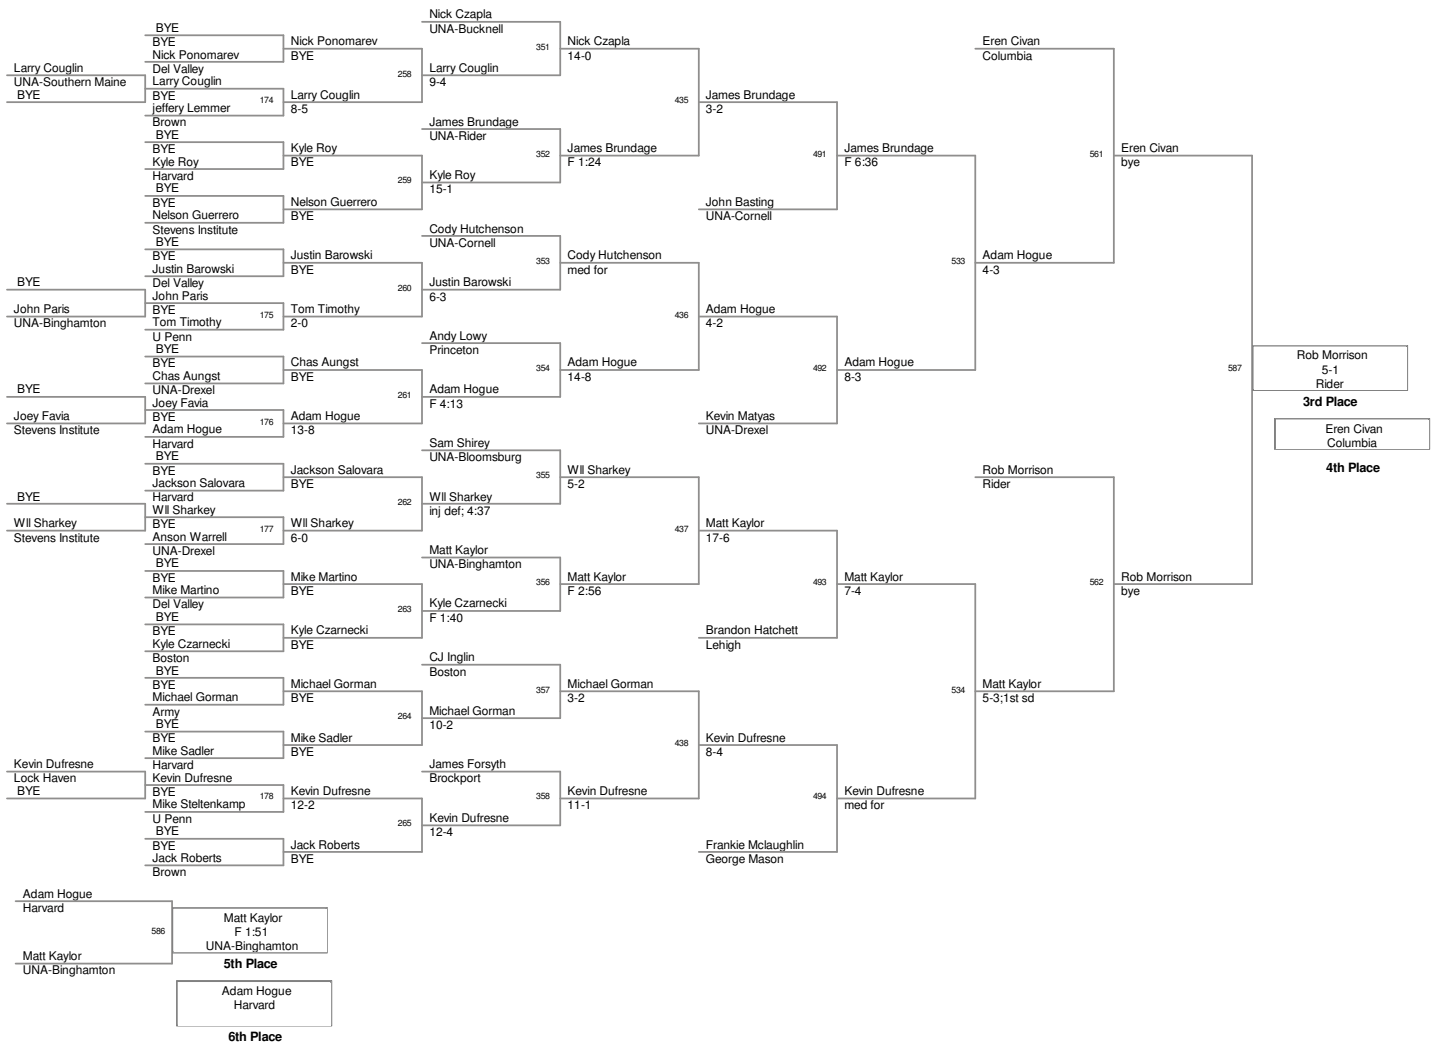 Larry Couglin
UNA-Southern Maine
BYE
BYE
John Paris
UNA-Binghamton
BYE
Joey Favia
Stevens Institute
BYE
WIl Sharkey
Stevens Institute
Kevin Dufresne
Lock Haven
BYE
BYE
BYE
Nick Ponomarev
Del Valley
Larry Couglin
BYE
174
jeffery Lemmer
Brown
BYE
BYE
Kyle Roy
Harvard
BYE
BYE
Nelson Guerrero
Stevens Institute
BYE
BYE
Justin Barowski
Del Valley
John Paris
BYE
175
Tom Timothy
U Penn
BYE
BYE
Chas Aungst
UNA-Drexel
Joey Favia
BYE
176
Adam Hogue
Harvard
BYE
BYE
Jackson Salovara
Harvard
WIl Sharkey
BYE
177
Anson Warrell
UNA-Drexel
BYE
BYE
Mike Martino
Del Valley
BYE
BYE
Kyle Czarnecki
Boston
BYE
BYE
Michael Gorman
Army
BYE
BYE
Mike Sadler
Harvard
Kevin Dufresne
BYE
178
Mike Steltenkamp
U Penn
BYE
BYE
Jack Roberts
Brown
Nick Ponomarev
BYE
258
Larry Couglin
8-5
Kyle Roy
BYE
259
Nelson Guerrero
BYE
Justin Barowski
BYE
260
Tom Timothy
2-0
Chas Aungst
BYE
261
Adam Hogue
13-8
Jackson Salovara
BYE
262
WIl Sharkey
6-0
Mike Martino
BYE
263
Kyle Czarnecki
BYE
Michael Gorman
BYE
264
Mike Sadler
BYE
Kevin Dufresne
12-2
265
Jack Roberts
BYE
Nick Czapla
UNA-Bucknell
351
Larry Couglin
9-4
James Brundage
UNA-Rider
352
Kyle Roy
15-1
Cody Hutchenson
UNA-Cornell
353
Justin Barowski
6-3
Andy Lowy
Princeton
354
Adam Hogue
F 4:13
Sam Shirey
UNA-Bloomsburg
355
WIl Sharkey
inj def; 4:37
Matt Kaylor
UNA-Binghamton
356
Kyle Czarnecki
F 1:40
CJ Inglin
Boston
357
Michael Gorman
10-2
James Forsyth
Brockport
358
Kevin Dufresne
12-4
Nick Czapla
14-0
435
James Brundage
F 1:24
Cody Hutchenson
med for
436
Adam Hogue
14-8
WIl Sharkey
5-2
437
Matt Kaylor
F 2:56
Michael Gorman
3-2
438
Kevin Dufresne
11-1
James Brundage
3-2
491
John Basting
UNA-Cornell
Adam Hogue
4-2
492
Kevin Matyas
UNA-Drexel
Matt Kaylor
17-6
493
Brandon Hatchett
Lehigh
Kevin Dufresne
8-4
494
Frankie Mclaughlin
George Mason
James Brundage
F 6:36
533
Adam Hogue
8-3
Matt Kaylor
7-4
534
Kevin Dufresne
med for
Eren Civan
Columbia
561
Adam Hogue
4-3
Rob Morrison
Rider
562
Matt Kaylor
5-3;1st sd
Eren Civan
bye
587
Rob Morrison
bye
Rob Morrison
5-1
Rider
3rd Place
Eren Civan
Columbia
4th Place
Adam Hogue
Harvard
586
Matt Kaylor
UNA-Binghamton
Matt Kaylor
F 1:51
UNA-Binghamton
5th Place
Adam Hogue
Harvard
6th Place